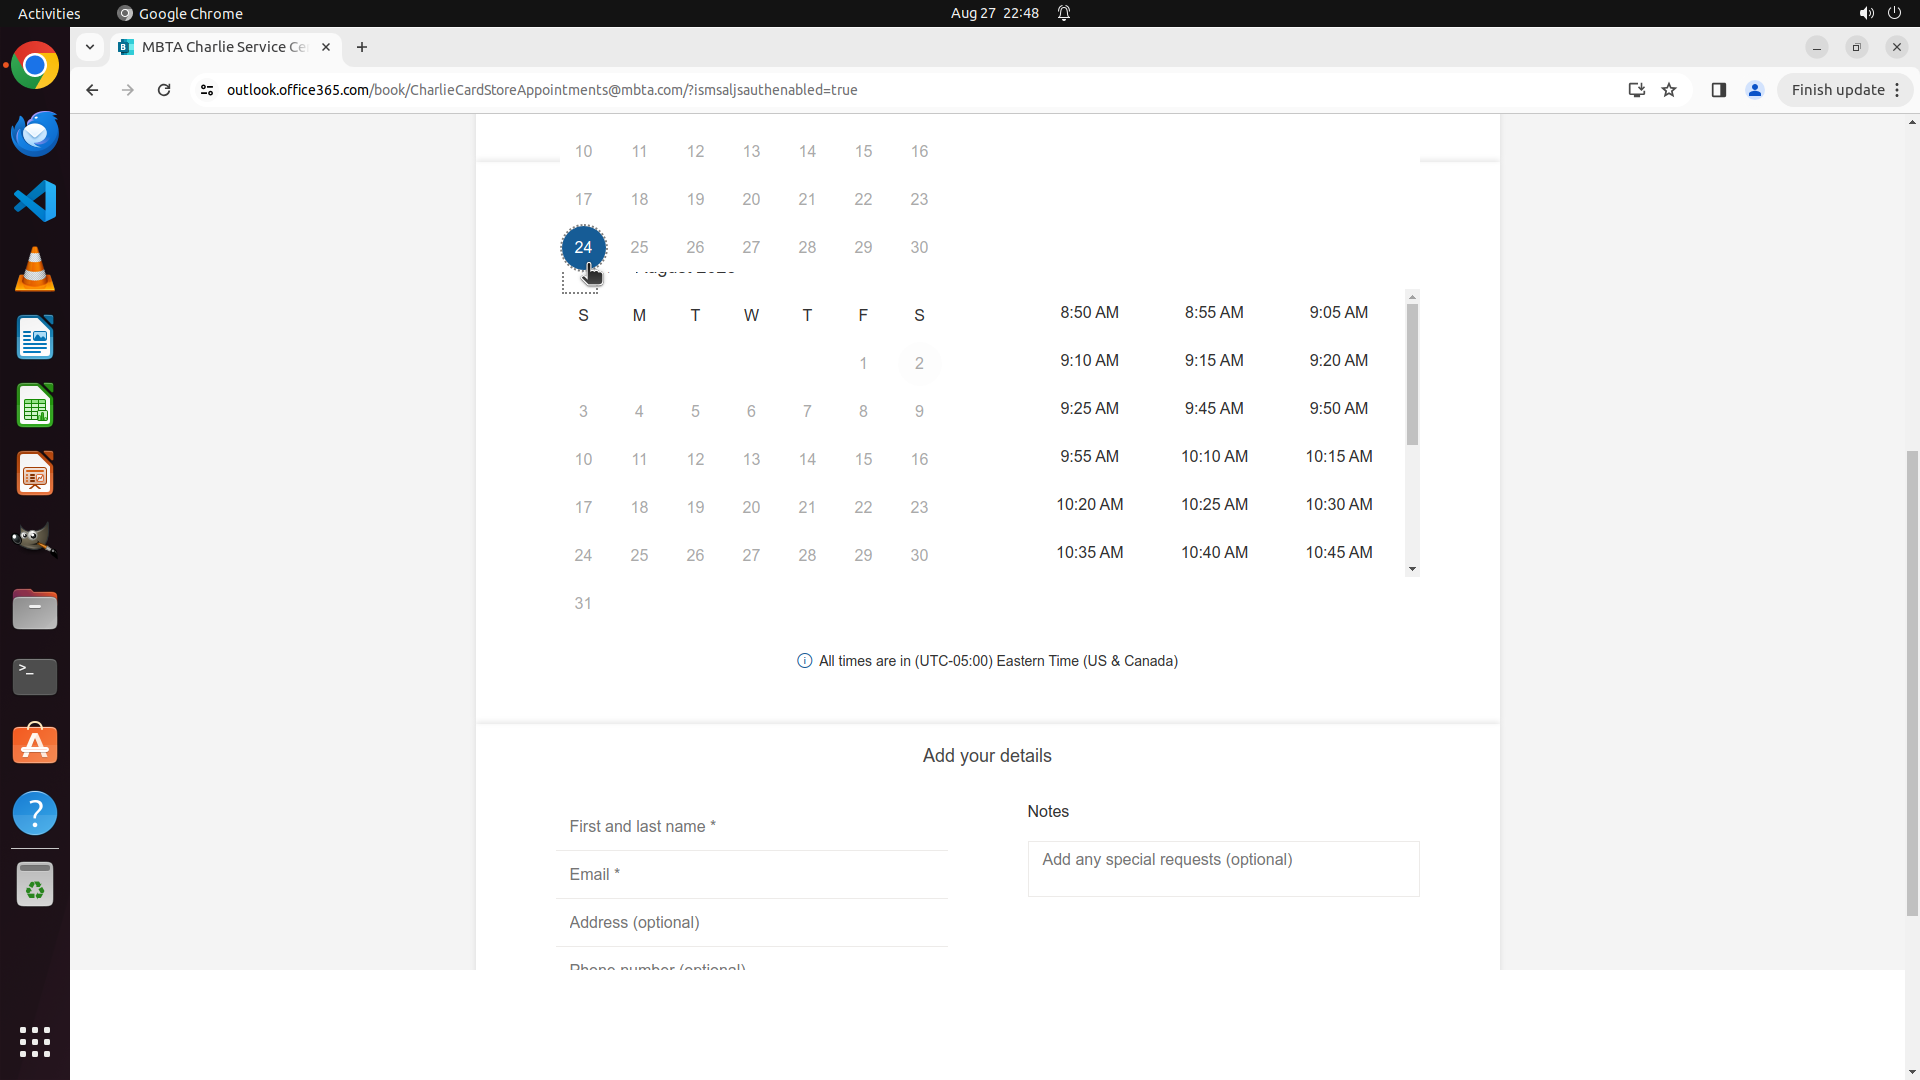 Activities
Google Chrome
Aug 27 22:48
MBTA Charlie Service Ce
outlook.office365.com/book/CharlieCardStoreAppointments@mbta.com/?ismsaljsauthenabled=true
Finish update
10 11 12 13 14 15 16
17 18 19 20 21 22 23
24 25 26 27 28 29 30
S M T W T F S
1 2
3 4 5 6 7 8 9
10 11 12 13 14 15 16
17 18 19 20 21 22 23
24 25 26 27 28 29 30
31
8:50 AM 8:55 AM 9:05 AM
9:10 AM 9:15 AM 9:20 AM
9:25 AM 9:45 AM 9:50 AM
9:55 AM 10:10 AM 10:15 AM
10:20 AM 10:25 AM 10:30 AM
10:35 AM 10:40 AM 10:45 AM
All times are in (UTC-05:00) Eastern Time (US & Canada)
Add your details
First and last name *
Email *
Address (optional)
Phone number (optional)
Notes
Add any special requests (optional)